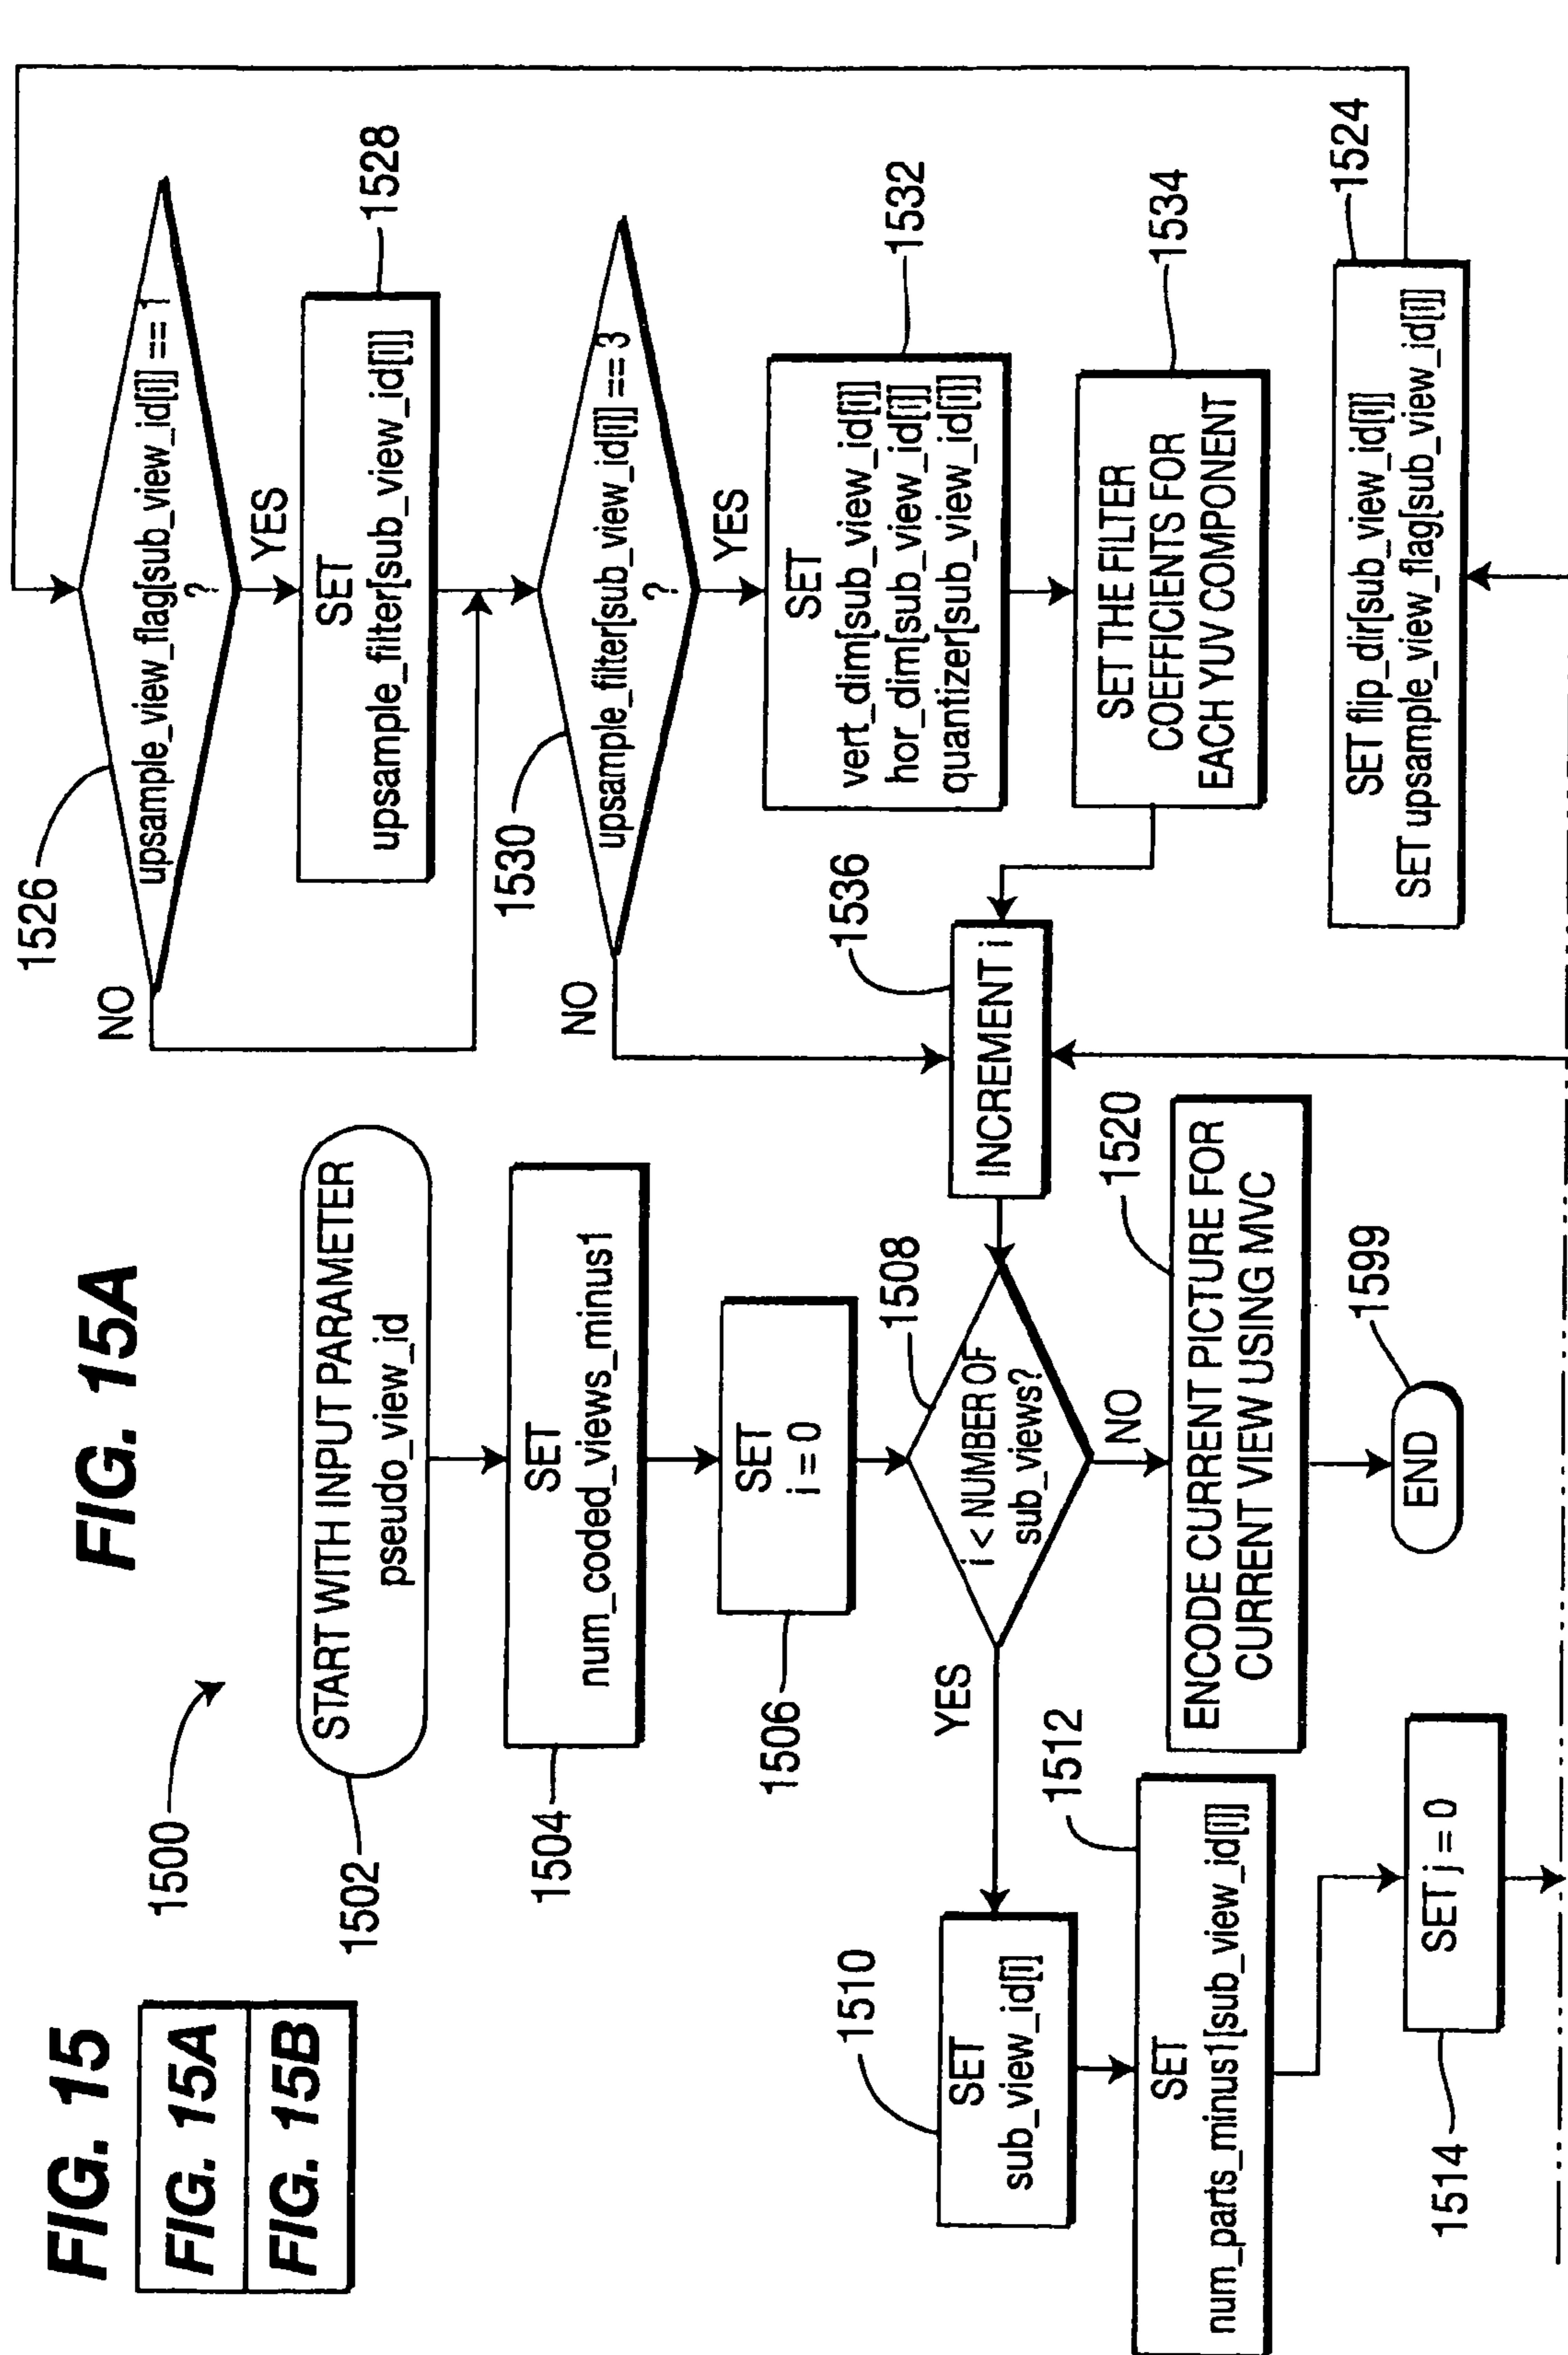 FIG. 15
FIG. 15A
FIG. 15B
FIG. 15A
1500
1502
START WITH INPUT PARAMETER
pseudo_view_id
1504
SET
num_coded_views_minus1
1506
SET
i = 0
1508
i < NUMBER OF
sub_views?
YES
NO
1510
SET
sub_view_id[i]
1512
SET
num_parts_minus1[sub_view_id[i]]
1514
SET j = 0
1520
ENCODE CURRENT PICTURE FOR
CURRENT VIEW USING MVC
1599
END
1526
upsample_view_flag[sub_view_id[i]] == 1
?
NO
YES
1528
SET
upsample_filter[sub_view_id[i]]
1530
upsample_filter[sub_view_id[i]] == 3
?
NO
YES
1532
SET
vert_dim[sub_view_id[i]]
hor_dim[sub_view_id[i]]
quantizer[sub_view_id[i]]
1534
SET THE FILTER
COEFFICIENTS FOR
EACH YUV COMPONENT
1536
INCREMENT i
1524
SET flip_dir[sub_view_id[i]]
SET upsample_view_flag[sub_view_id[i]]